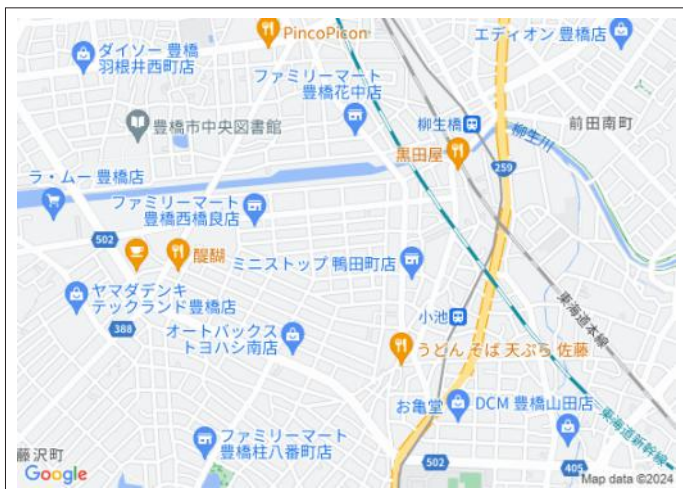 PincoPicon
エディオン 豊橋店
ダイソー 豊橋
羽根井西町店
ファミリーマート
豊橋花中店
豊橋市中央図書館
柳生橋
柳生川
前田南町
黒田屋
259
ラ・ムー 豊橋店
ファミリーマート
豊橋西橋良店
502
醍醐
ミニストップ 鴨田町店
ヤマダデンキ
テックランド豊橋店
東海道本線
388
オートバックス
トヨハシ南店
小池
うどん そば 天ぷら 佐藤
お亀堂
DCM 豊橋山田店
東海道新幹線
ファミリーマート
豊橋柱八番町店
藤沢町
502
405
Google
Map data ©2024